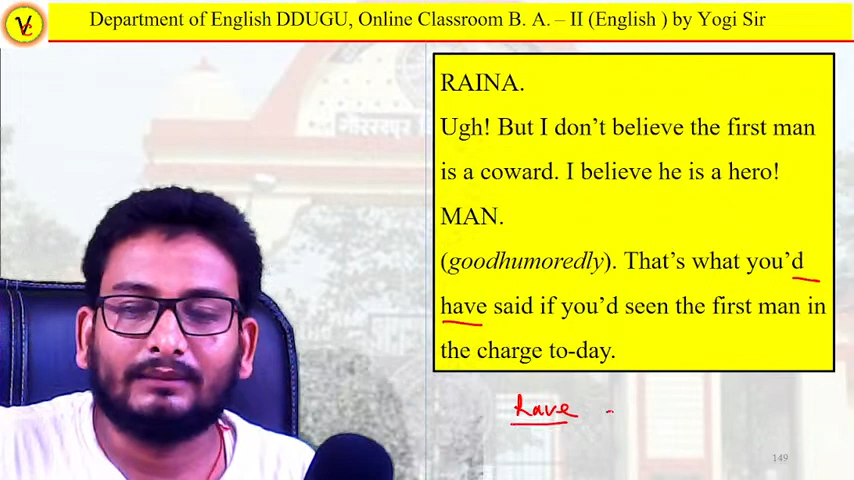 Department of English DDUGU, Online Classroom B. A. – II (English ) by Yogi Sir
RAINA.
Ugh! But I don’t believe the first man
is a coward. I believe he is a hero!
MAN.
(goodhumoredly). That’s what you’d
have said if you’d seen the first man in
the charge to-day.
have -
149